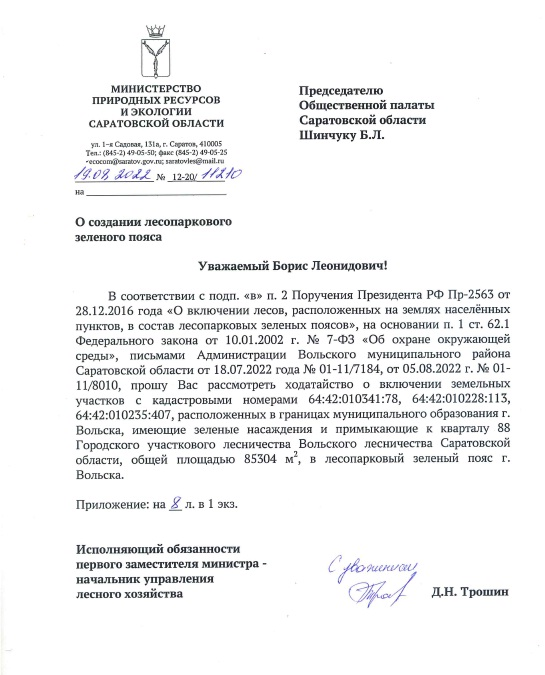 МИНИСТЕРСТВО
ПРИРОДНЫХ РЕСУРСОВ
И ЭКОЛОГИИ
САРАТОВСКОЙ ОБЛАСТИ
ул. 1-я Садовая, 131а, г. Саратов, 410005
Тел.: (845-2) 49-05-50; факс (845-2) 49-05-25
ecocom@saratov.gov.ru; saratovles@mail.ru
19.08.2022 № 12-20/ 11210
на
Председателю
Общественной палаты
Саратовской области
Шинчуку Б.Л.
О создании лесопаркового
зеленого пояса
Уважаемый Борис Леонидович!
В соответствии с подп. «в» п. 2 Поручения Президента РФ Пр-2563 от
28.12.2016 года «О включении лесов, расположенных на землях населённых
пунктов, в состав лесопарковых зеленых поясов», на основании п. 1 ст. 62.1
Федерального закона от 10.01.2002 г. № 7-ФЗ «Об охране окружающей
среды», письмами Администрации Вольского муниципального района
Саратовской области от 18.07.2022 года № 01-11/7184, от 05.08.2022 г. № 01-
11/8010, прошу Вас рассмотреть ходатайство о включении земельных
участков с кадастровыми номерами 64:42:010341:78, 64:42:010228:113,
64:42:010235:407, расположенных в границах муниципального образования г.
Вольска, имеющие зеленые насаждения и примыкающие к кварталу 88
Городского участкового лесничества Вольского лесничества Саратовской
области, общей площадью 85304 м², в лесопарковый зеленый пояс г.
Вольска.
Приложение: на 8 л. в 1 экз.
Исполняющий обязанности
первого заместителя министра -
начальник управления
лесного хозяйства
С уважением
Д.Н. Трошин